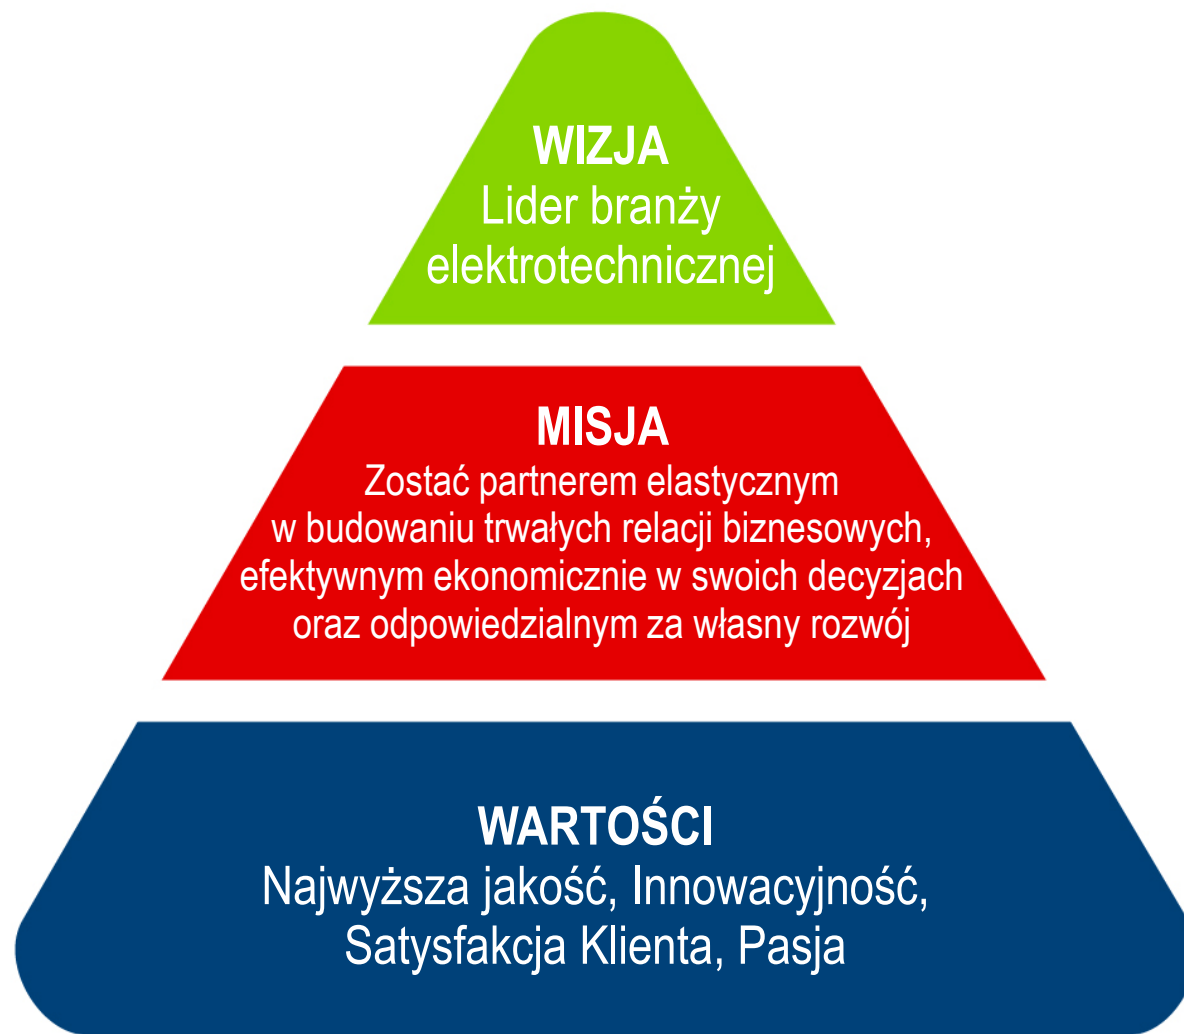 WIZJA
Lider branży
elektrotechnicznej
MISJA
Zostać partnerem elastycznym
w budowaniu trwałych relacji biznesowych,
efektywnym ekonomicznie w swoich decyzjach
oraz odpowiedzialnym za własny rozwój
WARTOŚCI
Najwyższa jakość, Innowacyjność,
Satysfakcja Klienta, Pasja